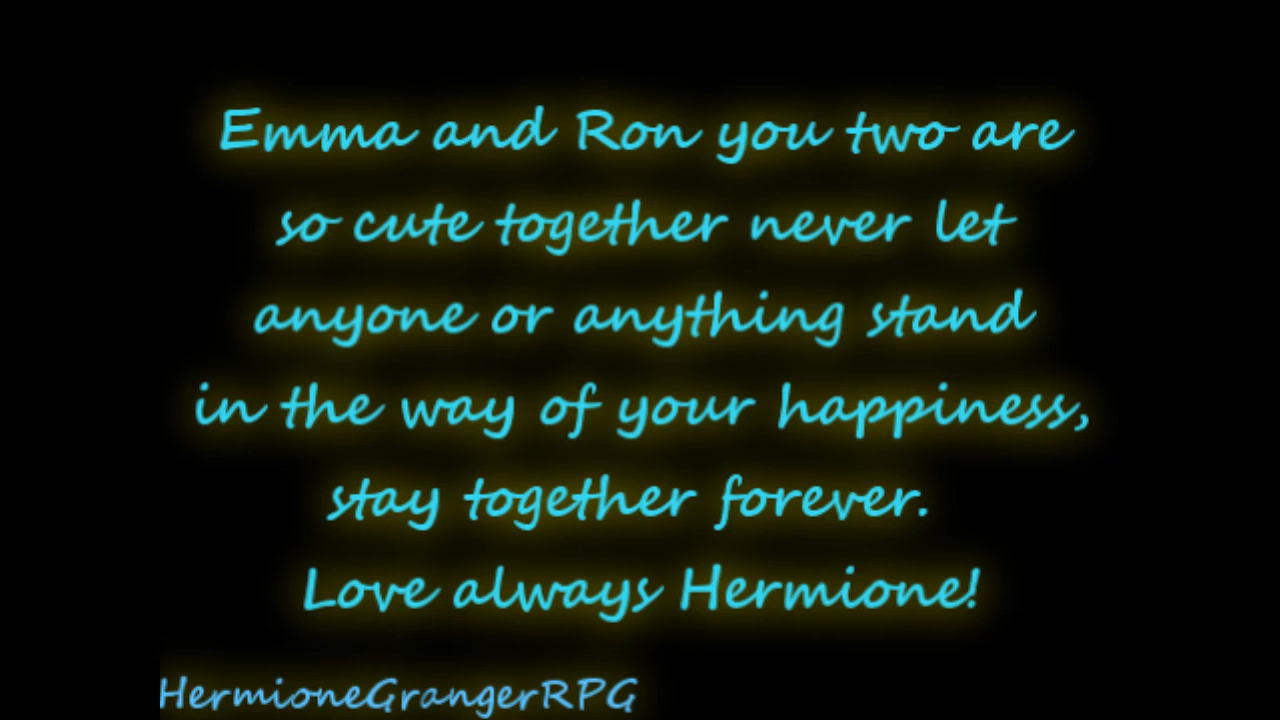 Emma and Ron you two are
so cute together never let
anyone or anything stand
in the way of your happiness,
stay together forever.
Love always Hermione!
HermioneGrangerRPG